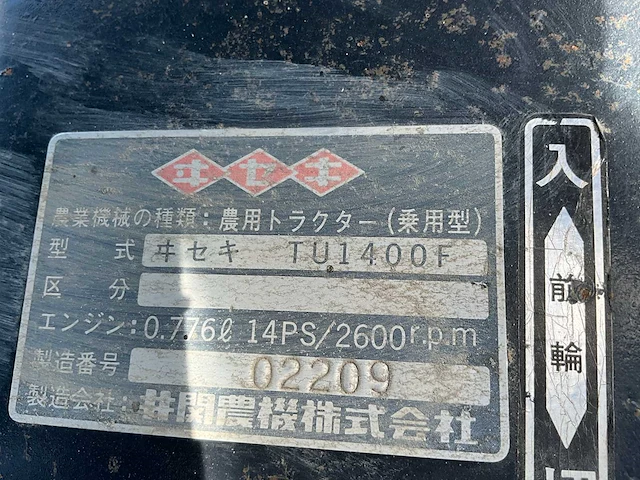 ヰセキ
農業機械の種類:農用トラクター(乗用型)
型式 ヰセキ TU1400F
区分
エンジン:0.776ℓ 14PS/2600r.p.m
製造番号 02209
製造会社:井関農機株式会社
入
前輪